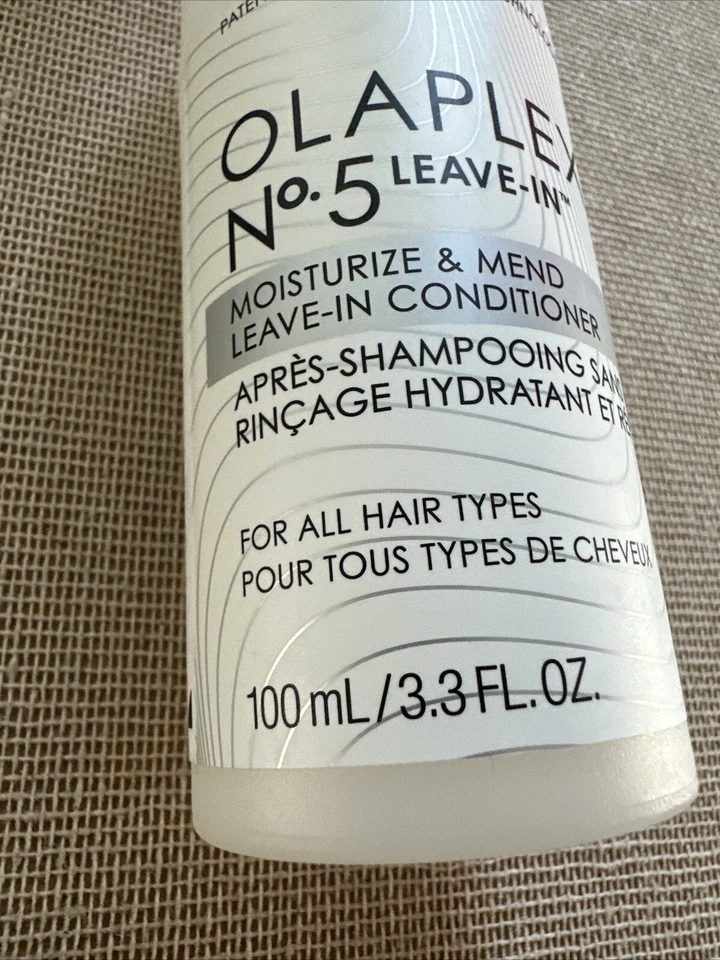 OLAPLEX
Nº.5 LEAVE-IN™
MOISTURIZE & MEND
LEAVE-IN CONDITIONER
APRÈS-SHAMPOOING SANS
RINÇAGE HYDRATANT ET
FOR ALL HAIR TYPES
POUR TOUS TYPES DE CHEVEUX
100 mL/3.3 FL.OZ.